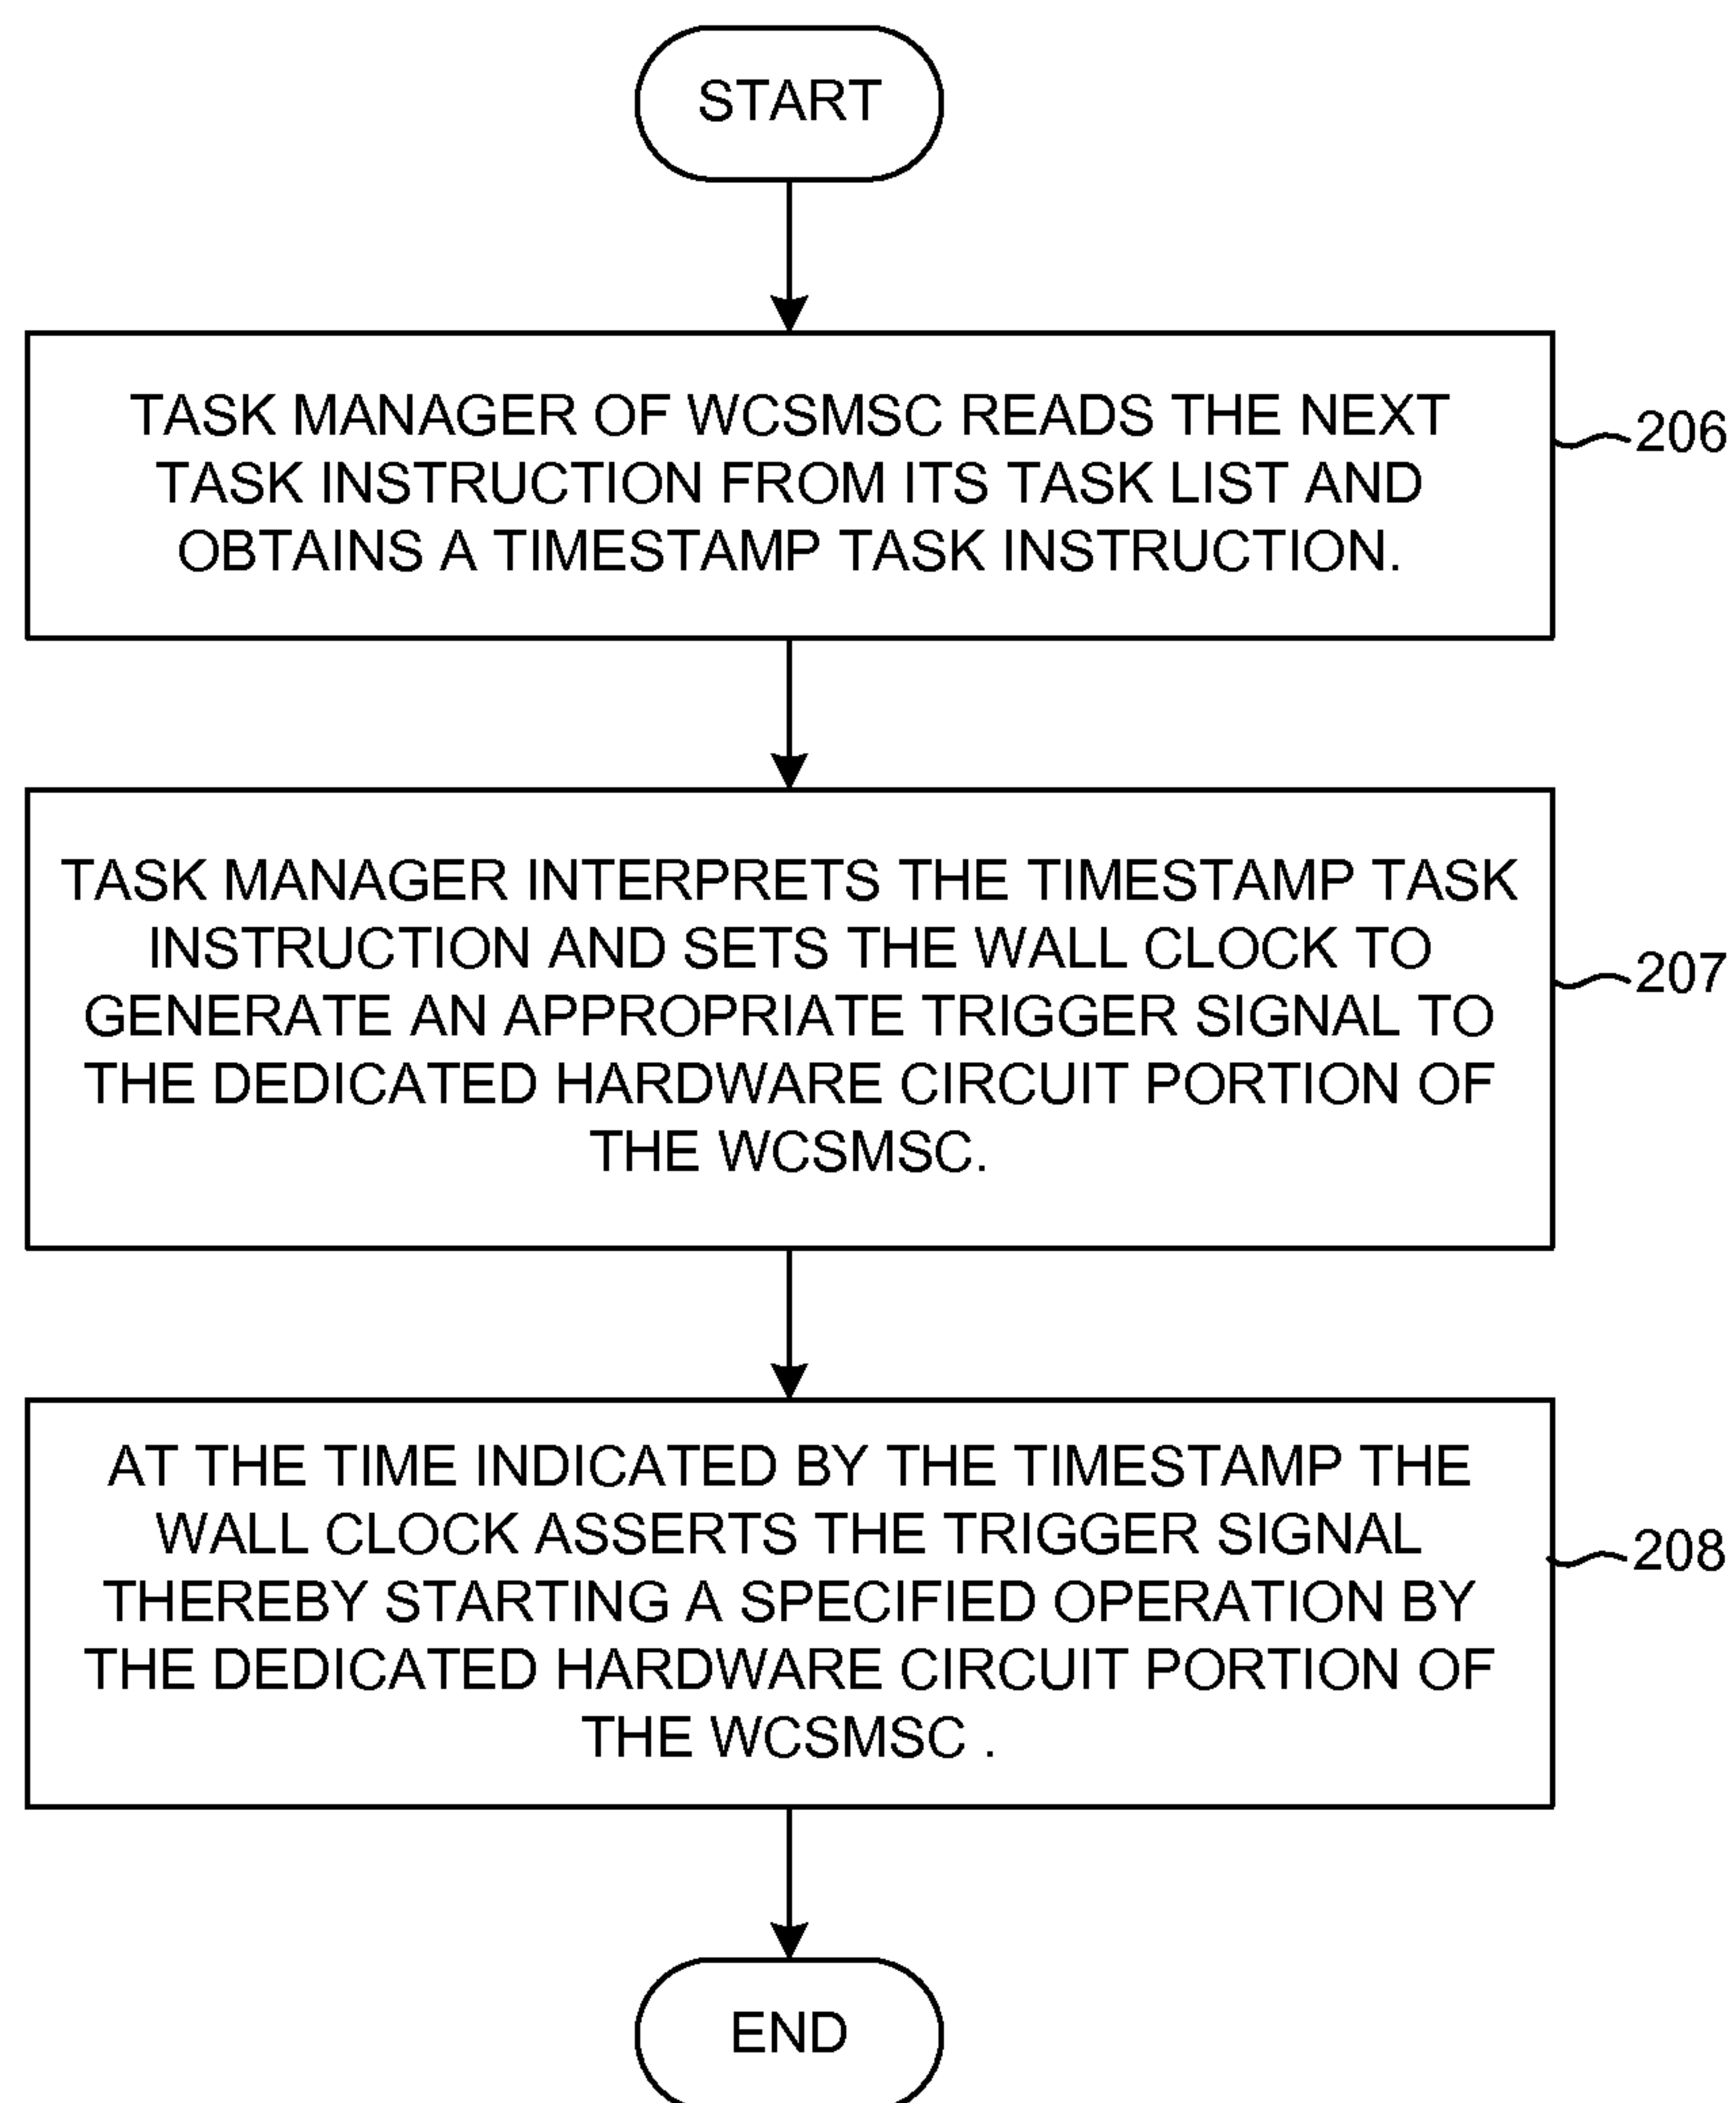 START
TASK MANAGER OF WCSMSC READS THE NEXT
TASK INSTRUCTION FROM ITS TASK LIST AND
OBTAINS A TIMESTAMP TASK INSTRUCTION.
206
TASK MANAGER INTERPRETS THE TIMESTAMP TASK
INSTRUCTION AND SETS THE WALL CLOCK TO
GENERATE AN APPROPRIATE TRIGGER SIGNAL TO
THE DEDICATED HARDWARE CIRCUIT PORTION OF
THE WCSMSC.
207
AT THE TIME INDICATED BY THE TIMESTAMP THE
WALL CLOCK ASSERTS THE TRIGGER SIGNAL
THEREBY STARTING A SPECIFIED OPERATION BY
THE DEDICATED HARDWARE CIRCUIT PORTION OF
THE WCSMSC .
208
END